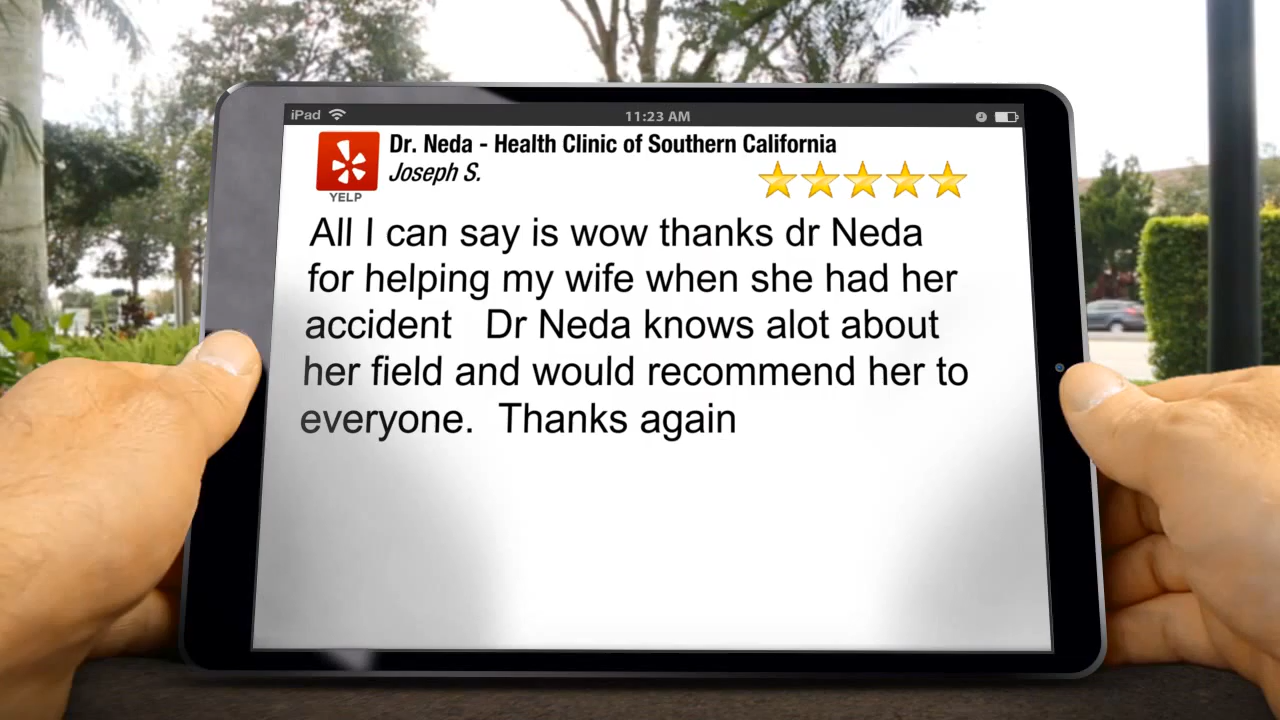 iPad 11:23 AM
Dr. Neda - Health Clinic of Southern California
Joseph S.
YELP
All I can say is wow thanks dr Neda
for helping my wife when she had her
accident   Dr Neda knows alot about
her field and would recommend her to
everyone.  Thanks again